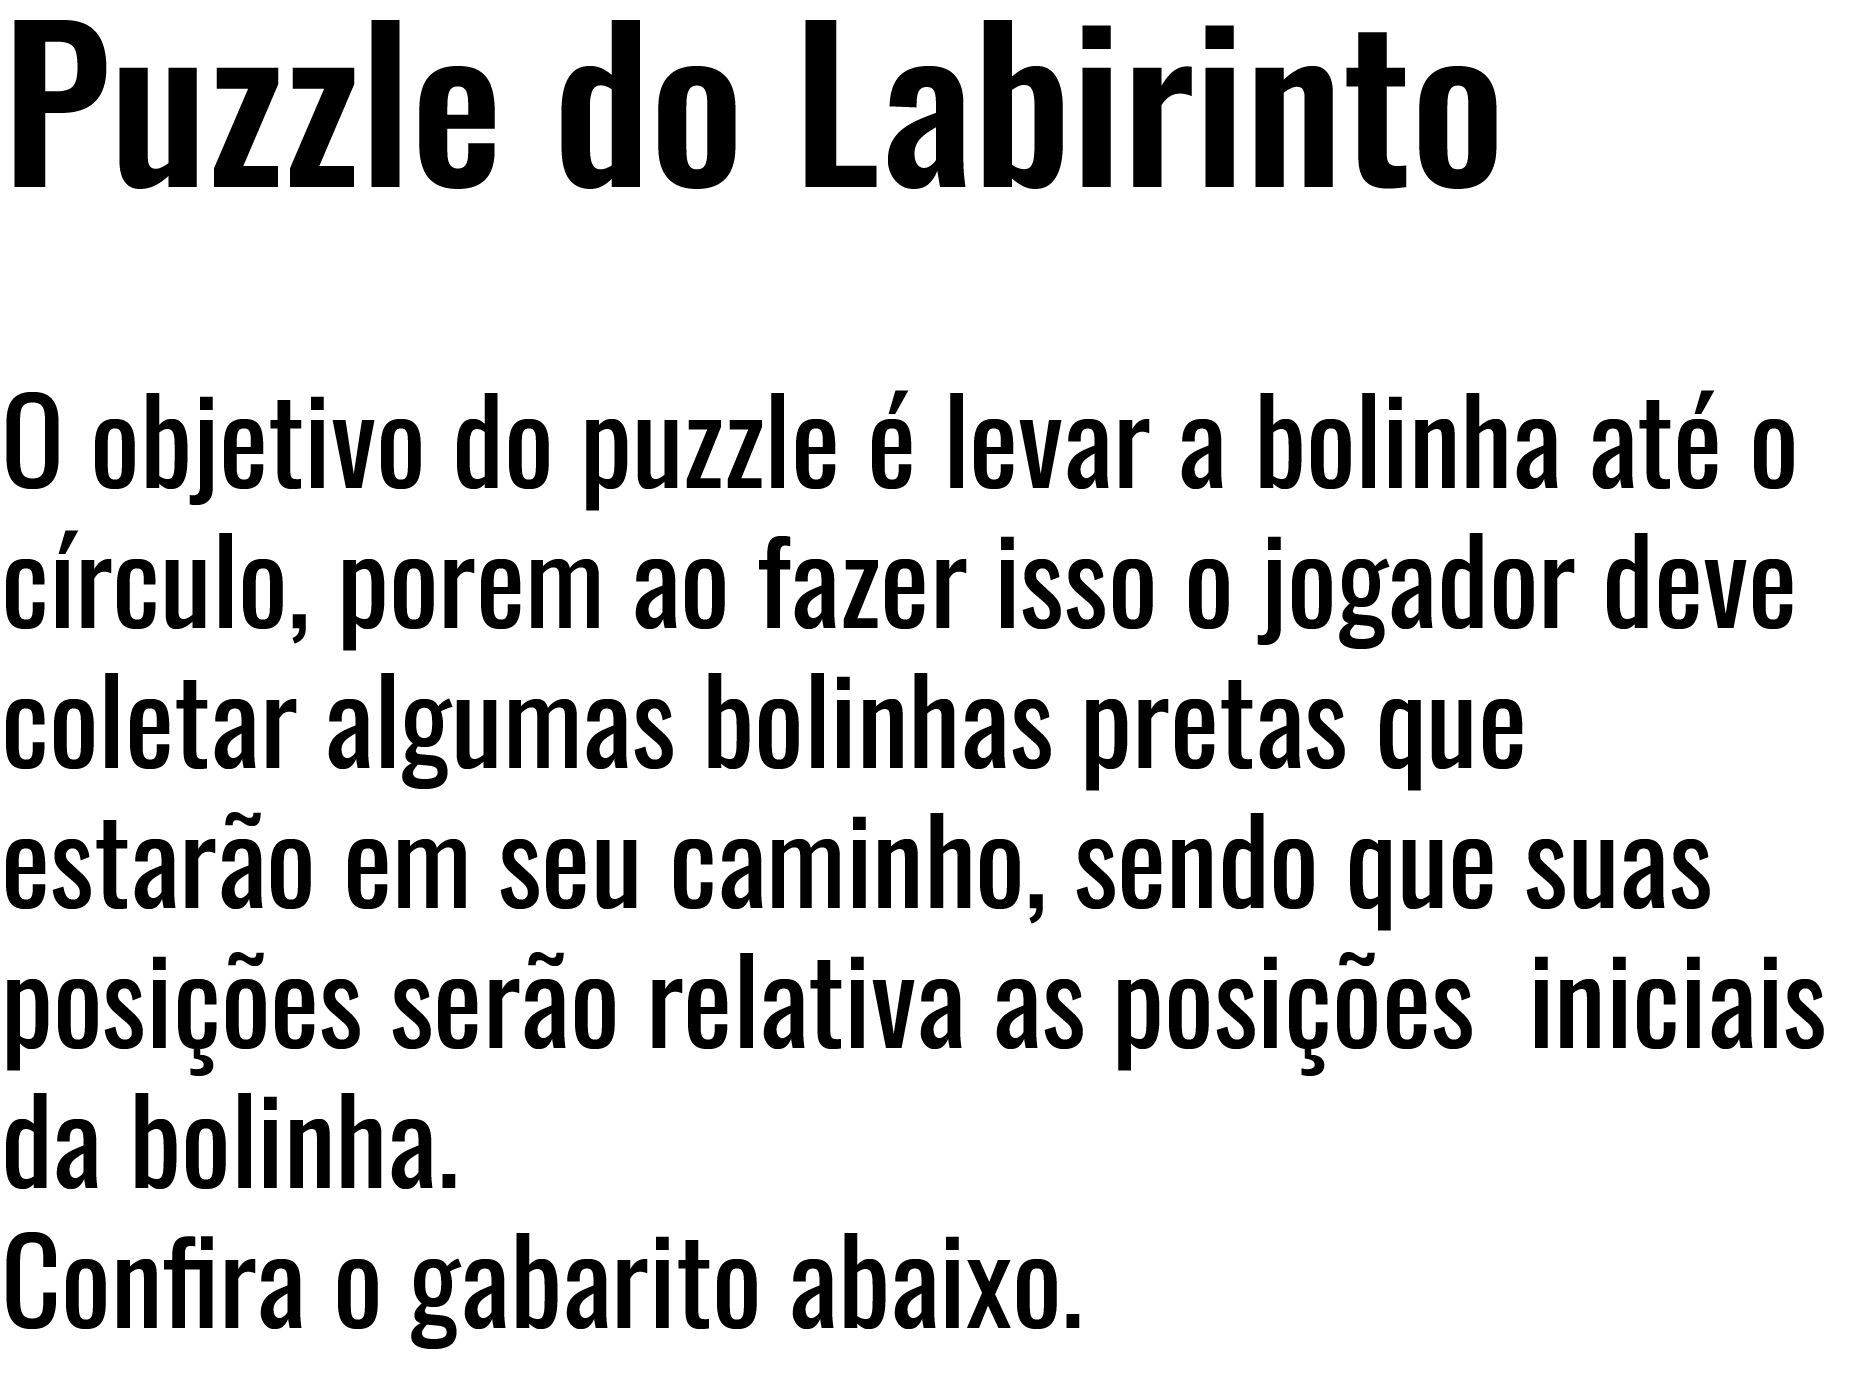 Puzzle do Labirinto
O objetivo do puzzle é levar a bolinha até o
círculo, porem ao fazer isso o jogador deve
coletar algumas bolinhas pretas que
estarão em seu caminho, sendo que suas
posições serão relativa as posições  iniciais
da bolinha.
Confira o gabarito abaixo.